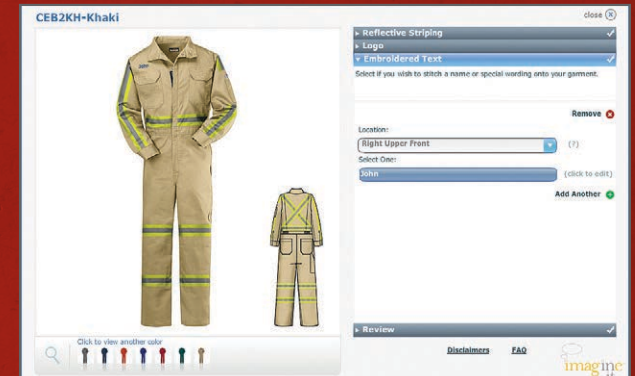 CEB2KH-Khaki
close
Reflective Striping
Logo
Embroidered Text
Select if you wish to stitch a name or special wording onto your garment.
Remove
Location:
Right Upper Front
(?)
Select One:
John
(click to edit)
Add Another
Review
Click to view another color
Disclaimers
FAQ
imagine
it